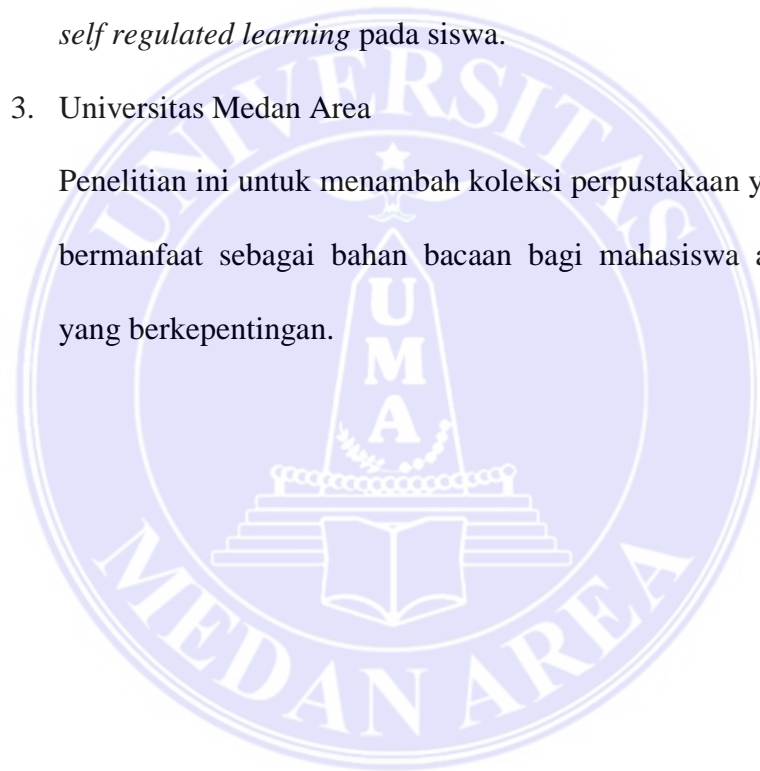 self regulated learning pada siswa.
3. Universitas Medan Area
Penelitian ini untuk menambah koleksi perpustakaan
bermanfaat sebagai bahan bacaan bagi mahasiswa
yang berkepentingan.
UNIVERSITAS
UMA
MEDAN AREA